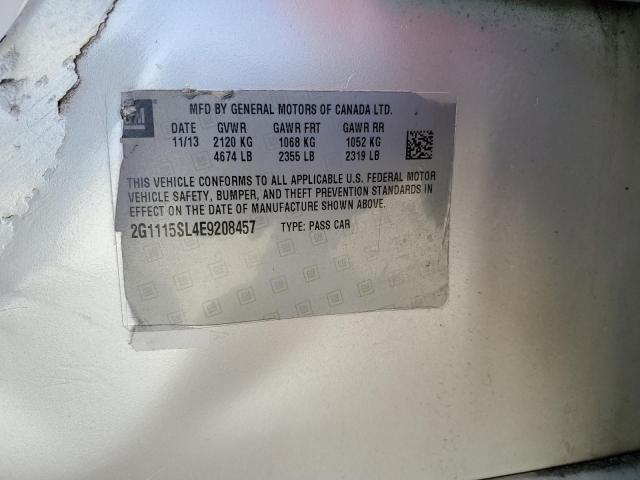 GM
MFD BY GENERAL MOTORS OF CANADA LTD.
DATE GVWR GAWR FRT GAWR RR
11/13 2120 KG 1068 KG 1052 KG
4674 LB 2355 LB 2319 LB
THIS VEHICLE CONFORMS TO ALL APPLICABLE U.S. FEDERAL MOTOR
VEHICLE SAFETY, BUMPER, AND THEFT PREVENTION STANDARDS IN
EFFECT ON THE DATE OF MANUFACTURE SHOWN ABOVE.
2G1115SL4E9208457 TYPE: PASS CAR